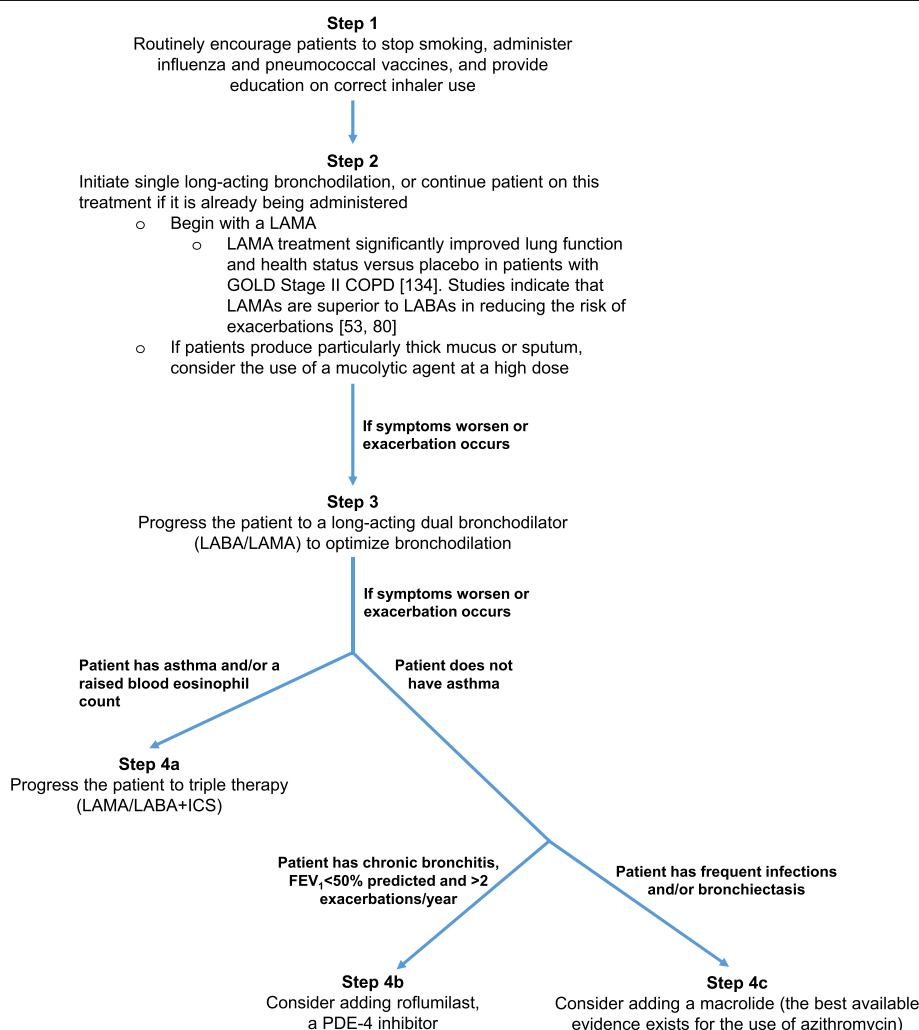 Step 1
Routinely encourage patients to stop smoking, administer
influenza and pneumococcal vaccines, and provide
education on correct inhaler use
Step 2
Initiate single long-acting bronchodilation, or continue patient on this
treatment if it is already being administered
o Begin with a LAMA
o LAMA treatment significantly improved lung function
and health status versus placebo in patients with
GOLD Stage II COPD [134]. Studies indicate that
LAMAs are superior to LABAs in reducing the risk of
exacerbations [53, 80]
o If patients produce particularly thick mucus or sputum,
consider the use of a mucolytic agent at a high dose
If symptoms worsen or
exacerbation occurs
Step 3
Progress the patient to a long-acting dual bronchodilator
(LABA/LAMA) to optimize bronchodilation
If symptoms worsen or
exacerbation occurs
Patient has asthma and/or a
raised blood eosinophil
count
Patient does not
have asthma
Step 4a
Progress the patient to triple therapy
(LAMA/LABA+ICS)
Patient has chronic bronchitis,
FEV₁<50% predicted and >2
exacerbations/year
Patient has frequent infections
and/or bronchiectasis
Step 4b
Consider adding roflumilast,
a PDE-4 inhibitor
Step 4c
Consider adding a macrolide (the best available
evidence exists for the use of azithromycin)